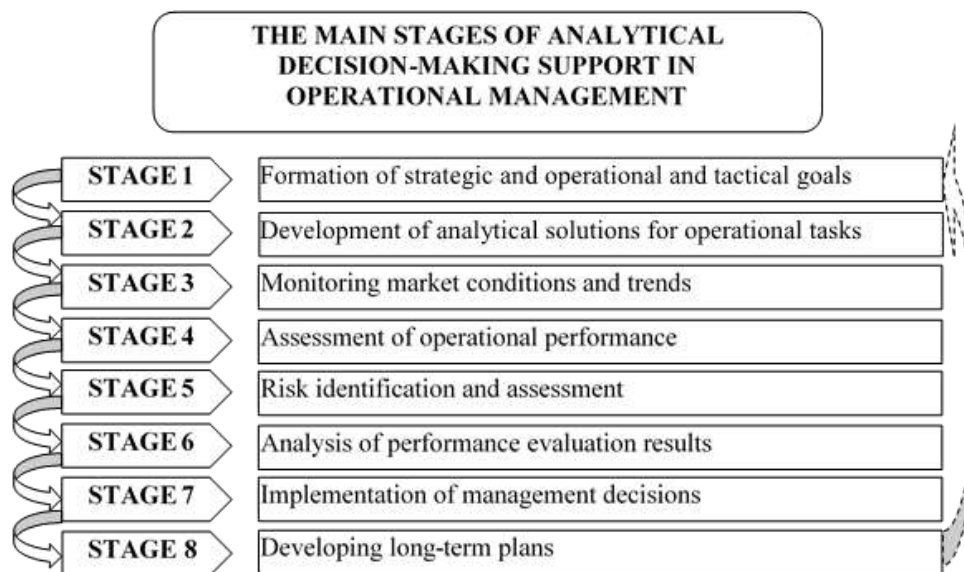 THE MAIN STAGES OF ANALYTICAL
DECISION-MAKING SUPPORT IN
OPERATIONAL MANAGEMENT
STAGE 1 Formation of strategic and operational and tactical goals
STAGE 2 Development of analytical solutions for operational tasks
STAGE 3 Monitoring market conditions and trends
STAGE 4 Assessment of operational performance
STAGE 5 Risk identification and assessment
STAGE 6 Analysis of performance evaluation results
STAGE 7 Implementation of management decisions
STAGE 8 Developing long-term plans